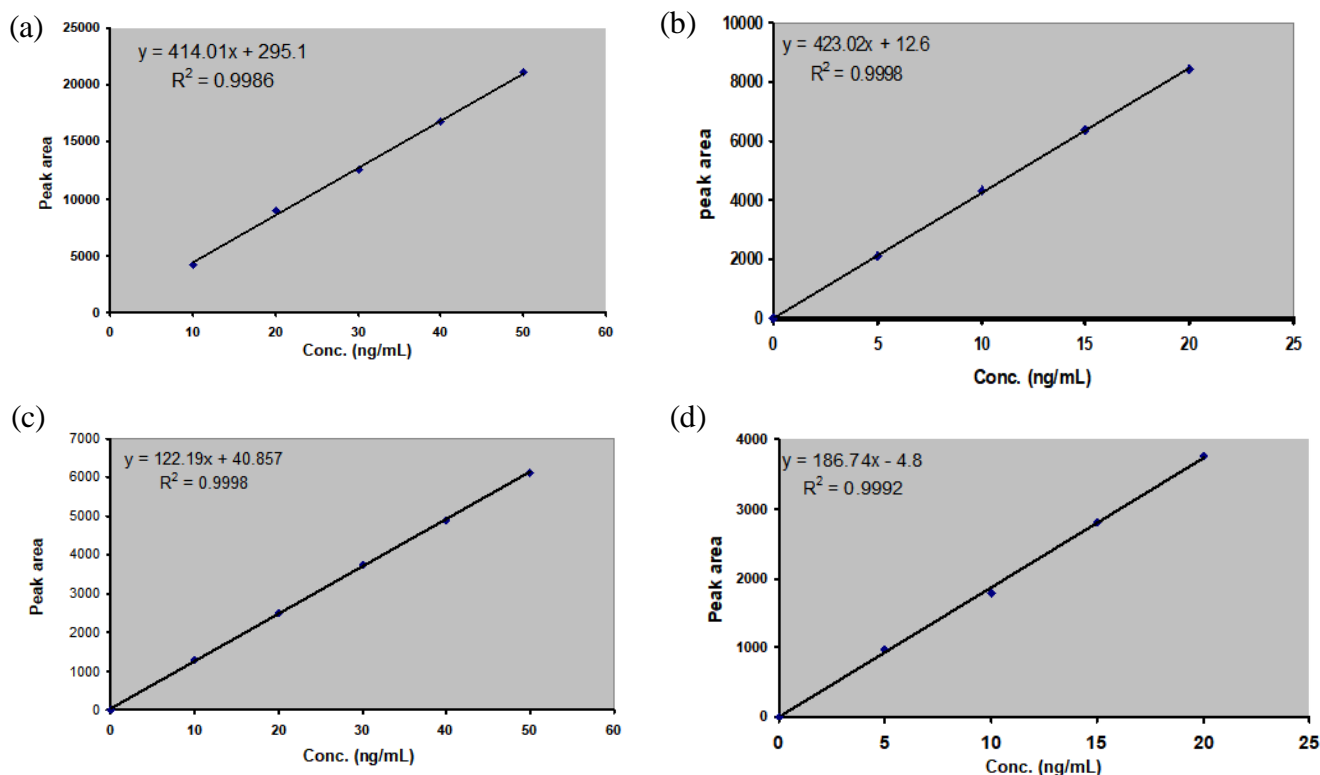 (a)
y = 414.01x + 295.1
R² = 0.9986
Peak area
25000
20000
15000
10000
5000
0
0 10 20 30 40 50 60
Conc. (ng/mL)
(b)
y = 423.02x + 12.6
R² = 0.9998
peak area
10000
8000
6000
4000
2000
0
0 5 10 15 20 25
Conc. (ng/mL)
(c)
y = 122.19x + 40.857
R² = 0.9998
Peak area
7000
6000
5000
4000
3000
2000
1000
0
0 10 20 30 40 50 60
Conc. (ng/mL)
(d)
y = 186.74x - 4.8
R² = 0.9992
Peak area
4000
3000
2000
1000
0
0 5 10 15 20 25
Conc. (ng/mL)